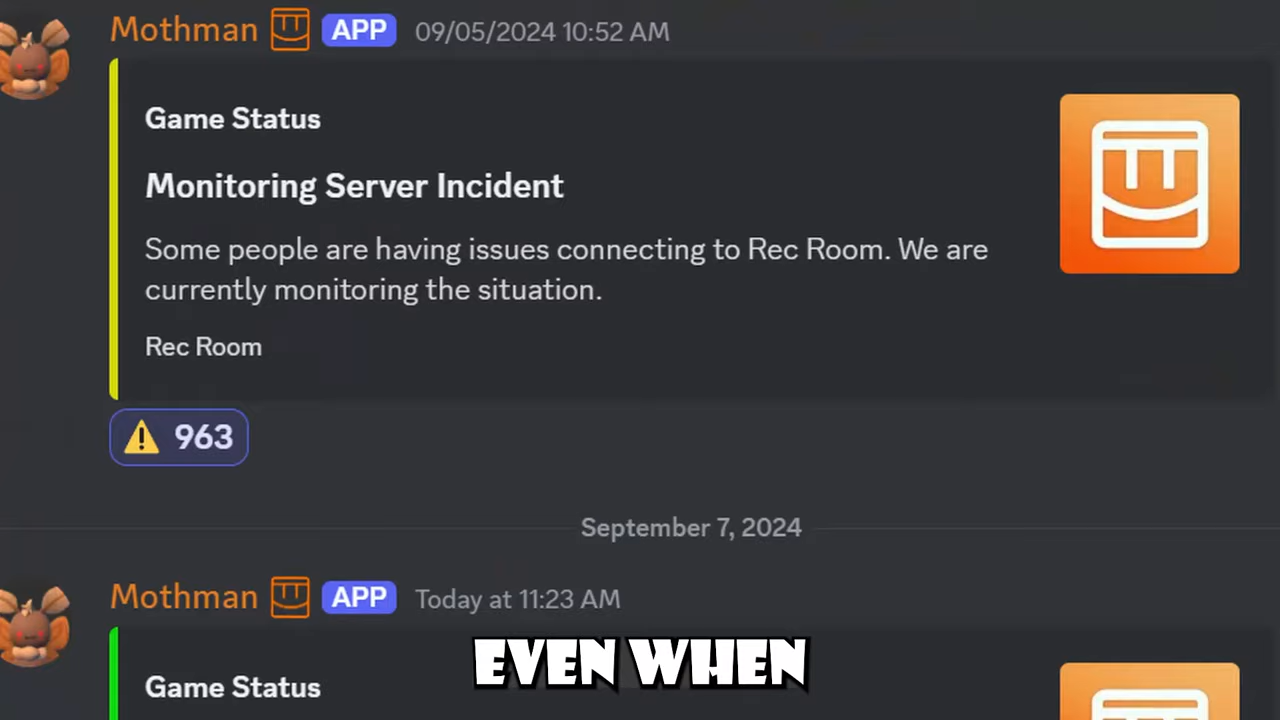 Mothman APP 09/05/2024 10:52 AM
Game Status
Monitoring Server Incident
Some people are having issues connecting to Rec Room. We are
currently monitoring the situation.
Rec Room
963
September 7, 2024
Mothman APP Today at 11:23 AM
EVEN WHEN
Game Status